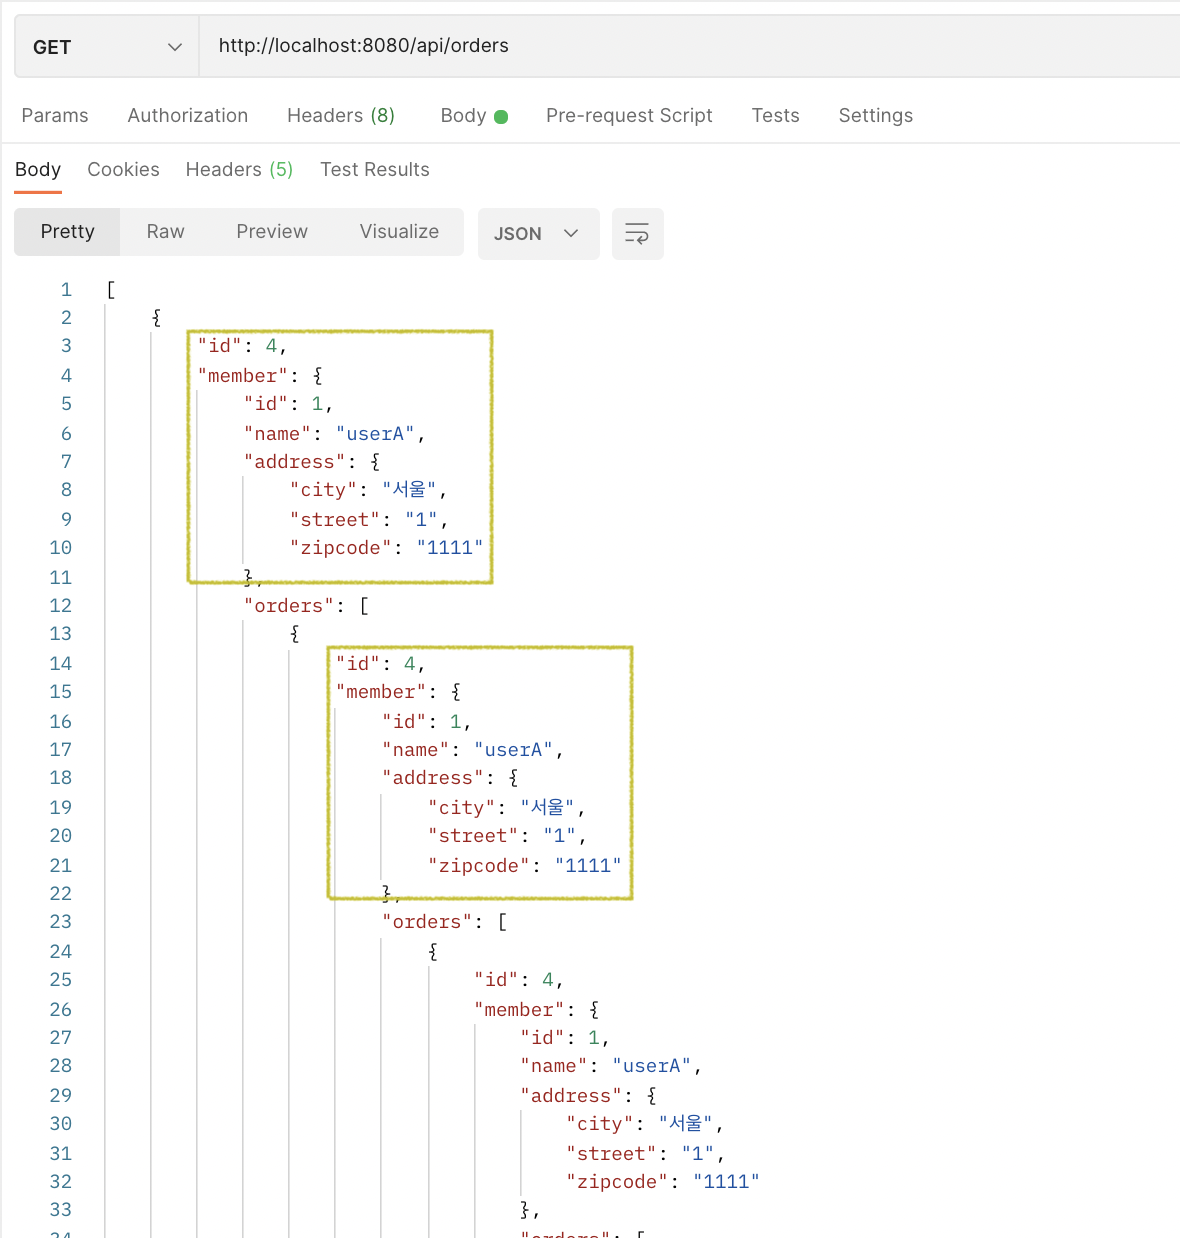 GET http://localhost:8080/api/orders
Params Authorization Headers (8) Body Pre-request Script Tests Settings
Body Cookies Headers (5) Test Results
Pretty Raw Preview Visualize JSON
1 [
2 {
3 "id": 4,
4 "member": {
5 "id": 1,
6 "name": "userA",
7 "address": {
8 "city": "서울",
9 "street": "1",
10 "zipcode": "1111"
11 },
12 "orders": [
13 {
14 "id": 4,
15 "member": {
16 "id": 1,
17 "name": "userA",
18 "address": {
19 "city": "서울",
20 "street": "1",
21 "zipcode": "1111"
22 },
23 "orders": [
24 {
25 "id": 4,
26 "member": {
27 "id": 1,
28 "name": "userA",
29 "address": {
30 "city": "서울",
31 "street": "1",
32 "zipcode": "1111"
33 },
34 "orders": [